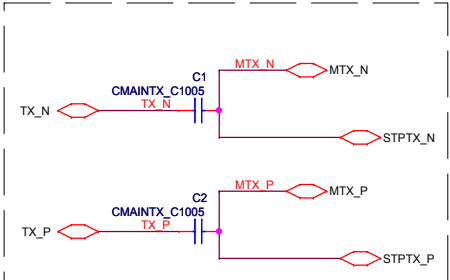 C1
MTX_N
MTX_N
CMAINTX_C1005
TX_N
TX_N
STPTX_N
C2
MTX_P
MTX_P
CMAINTX_C1005
TX_P
TX_P
STPTX_P